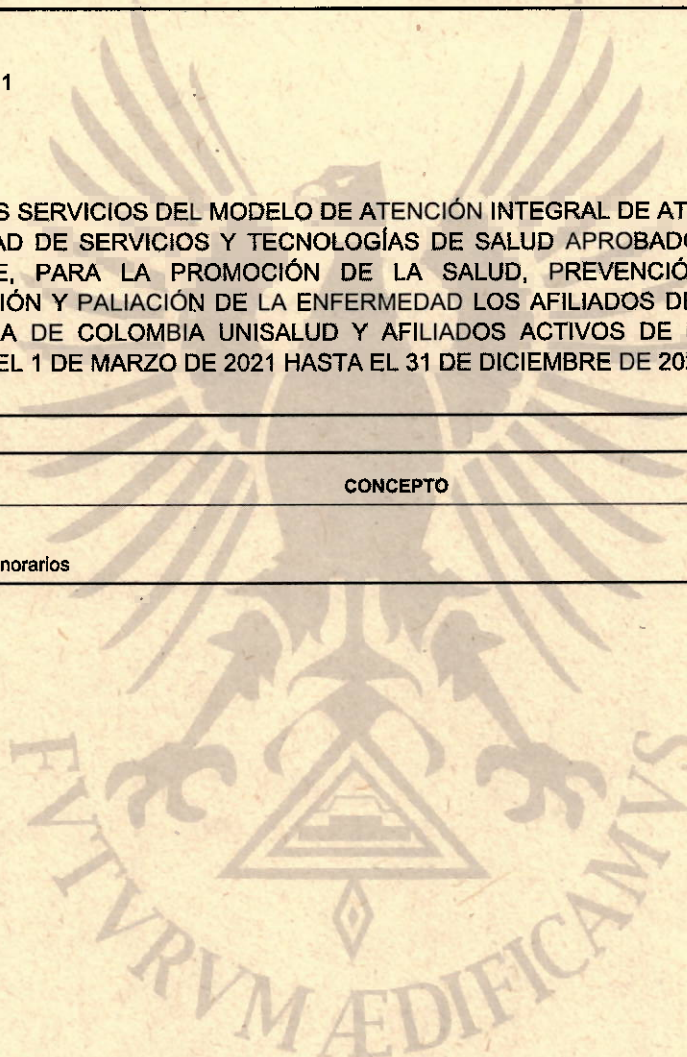 1
S SERVICIOS DEL MODELO DE ATENCIÓN INTEGRAL DE AT
AD DE SERVICIOS Y TECNOLOGÍAS DE SALUD APROBADO
E, PARA LA PROMOCIÓN DE LA SALUD, PREVENCIÓ
IÓN Y PALIACIÓN DE LA ENFERMEDAD LOS AFILIADOS DE
A DE COLOMBIA UNISALUD Y AFILIADOS ACTIVOS DE
EL 1 DE MARZO DE 2021 HASTA EL 31 DE DICIEMBRE DE 20
CONCEPTO
norarios
FVTVRVM ÆDIFICAMVS